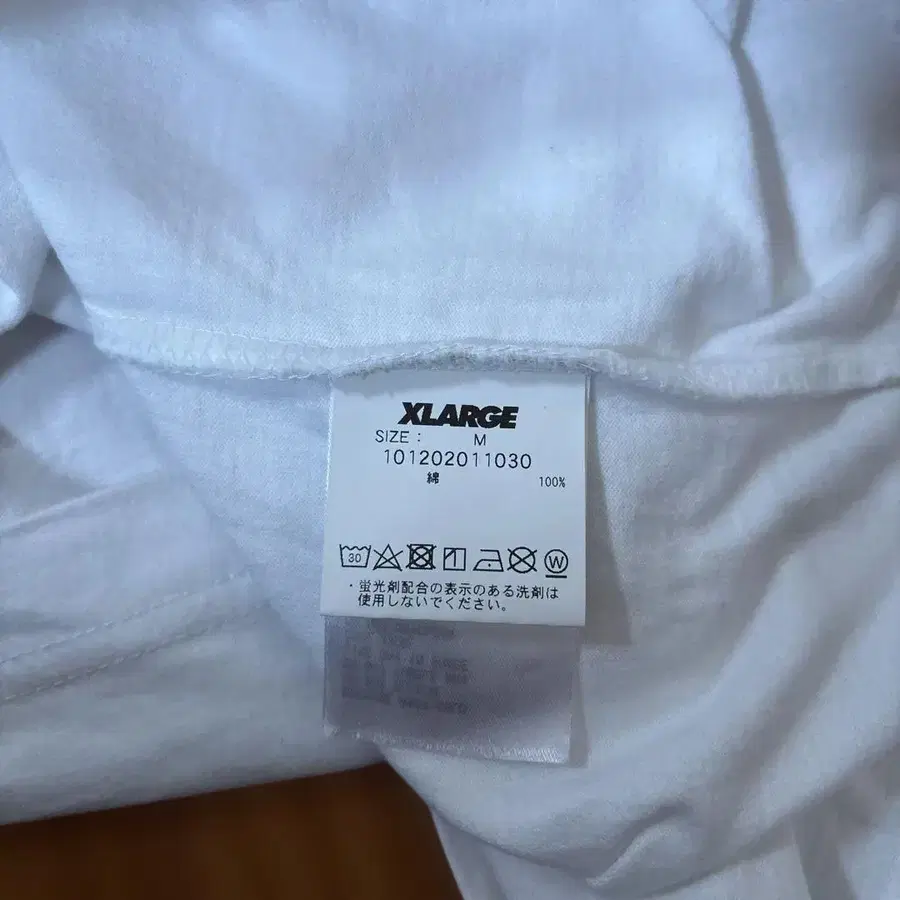 XLARGE
SIZE: M
101202011030
綿 100%
30 W
・蛍光剤配合の表示のある洗剤は
使用しないでください。